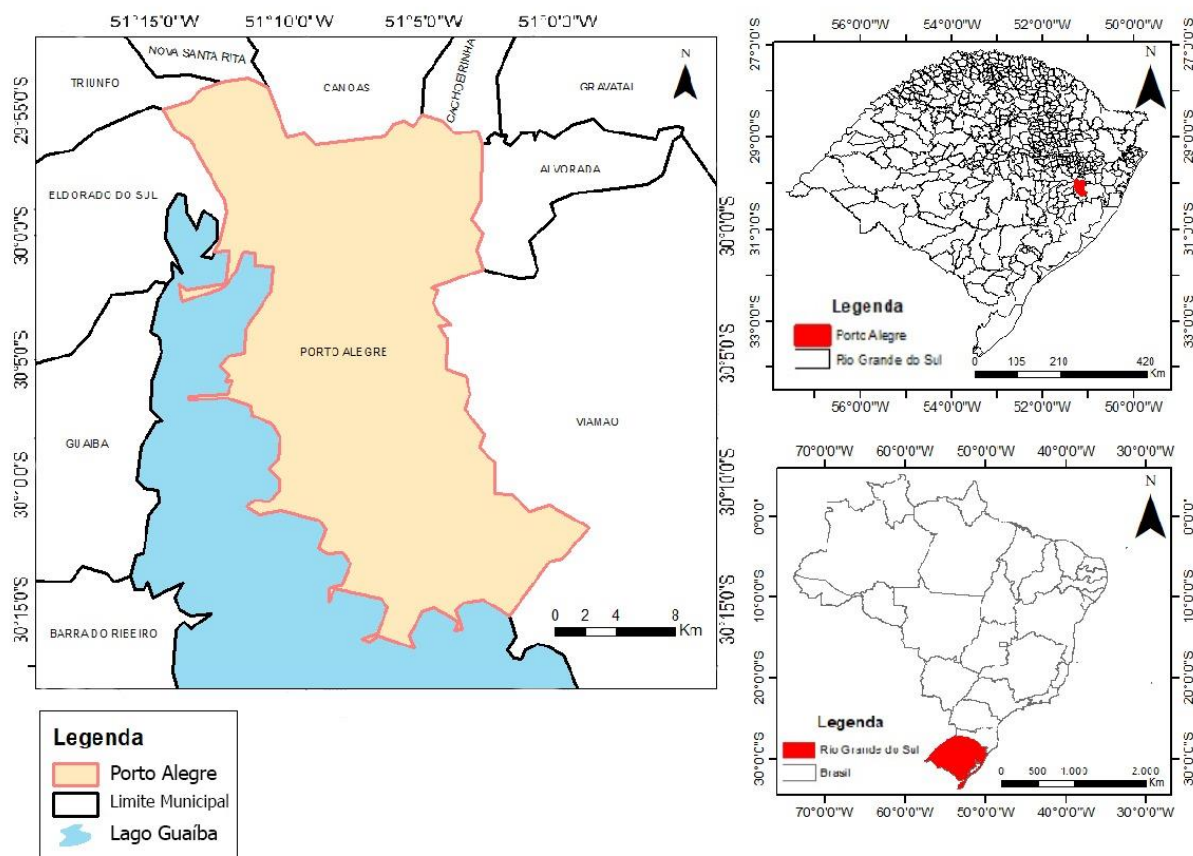 51°15'0"W 51°10'0"W 51°5'0"W 51°0'0"W
NOVA SANTA RITA
TRIUNFO
CANOAS
CACHOEIRINHA
GRAVATAI
N
ALVORADA
ELDORADO DO SUL
PORTO ALEGRE
GUAIBA
VIAMAO
BARRA DO RIBEIRO
29°55'0"S
30°0'0"S
30°5'0"S
30°10'0"S
30°15'0"S
30°0'0"S
30°5'0"S
30°10'0"S
30°15'0"S
0 2 4 8
Km
Legenda
Porto Alegre
Limite Municipal
Lago Guaíba
56°0'0"W 54°0'0"W 52°0'0"W 50°0'0"W
27°0'0"S
29°0'0"S
31°0'0"S
33°0'0"S
27°0'0"S
29°0'0"S
31°0'0"S
33°0'0"S
N
Legenda
Porto Alegre
Rio Grande do Sul
0 105 210 420
Km
56°0'0"W 54°0'0"W 52°0'0"W 50°0'0"W
70°0'0"W 60°0'0"W 50°0'0"W 40°0'0"W 30°0'0"W
N
0°0'0"
10°0'0"S
20°0'0"S
30°0'0"S
0°0'0"
10°0'0"S
20°0'0"S
30°0'0"S
Legenda
Rio Grande do Sul
Brasil
0 500 1.000 2.000
Km
60°0'0"W 50°0'0"W 40°0'0"W